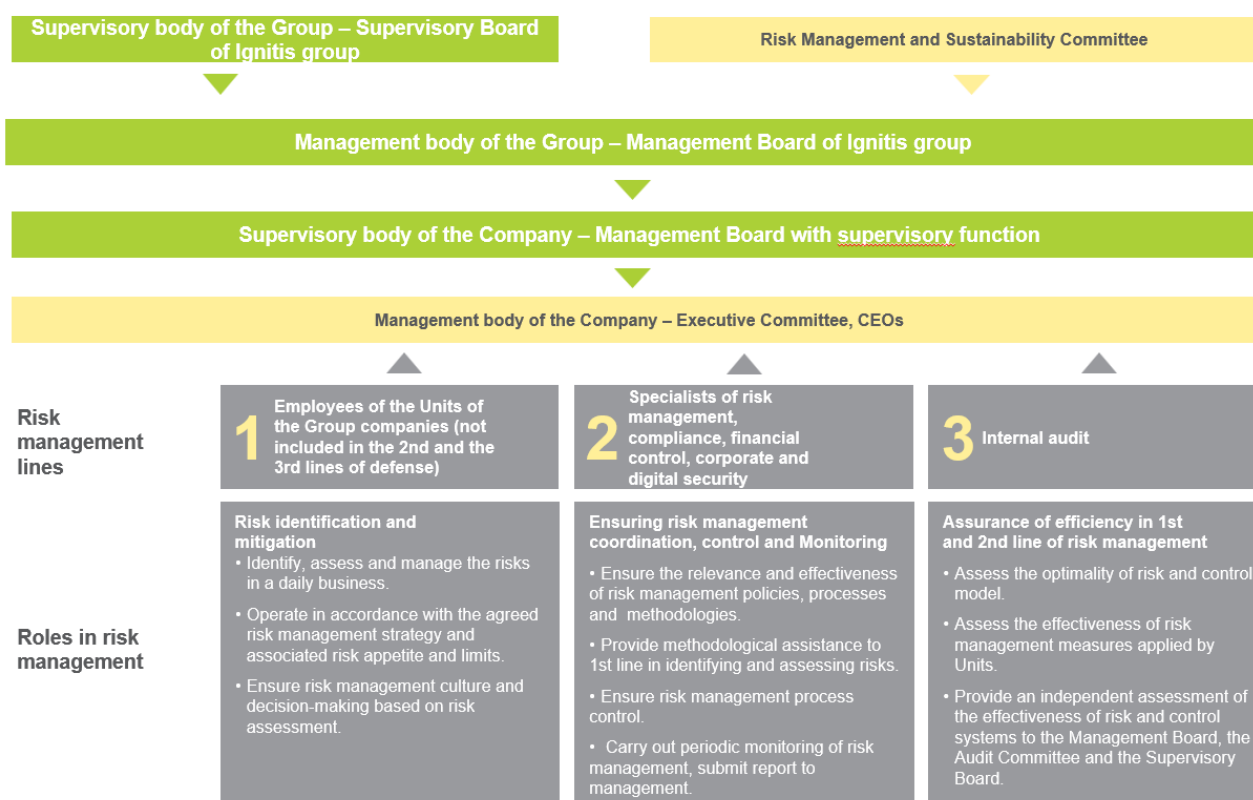 Supervisory body of the Group – Supervisory Board
of Ignitis group
Risk Management and Sustainability Committee
Management body of the Group – Management Board of Ignitis group
Supervisory body of the Company – Management Board with supervisory function
Management body of the Company – Executive Committee, CEOs
Risk
management
lines
1
Employees of the Units of
the Group companies (not
included in the 2nd and the
3rd lines of defense)
2
Specialists of risk
management,
compliance, financial
control, corporate and
digital security
3
Internal audit
Roles in risk
management
Risk identification and
mitigation
• Identify, assess and manage the risks
in a daily business.
• Operate in accordance with the agreed
risk management strategy and
associated risk appetite and limits.
• Ensure risk management culture and
decision-making based on risk
assessment.
Ensuring risk management
coordination, control and Monitoring
• Ensure the relevance and effectiveness
of risk management policies, processes
and methodologies.
• Provide methodological assistance to
1st line in identifying and assessing risks.
• Ensure risk management process
control.
• Carry out periodic monitoring of risk
management, submit report to
management.
Assurance of efficiency in 1st
and 2nd line of risk management
• Assess the optimality of risk and control
model.
• Assess the effectiveness of risk
management measures applied by
Units.
• Provide an independent assessment of
the effectiveness of risk and control
systems to the Management Board, the
Audit Committee and the Supervisory
Board.